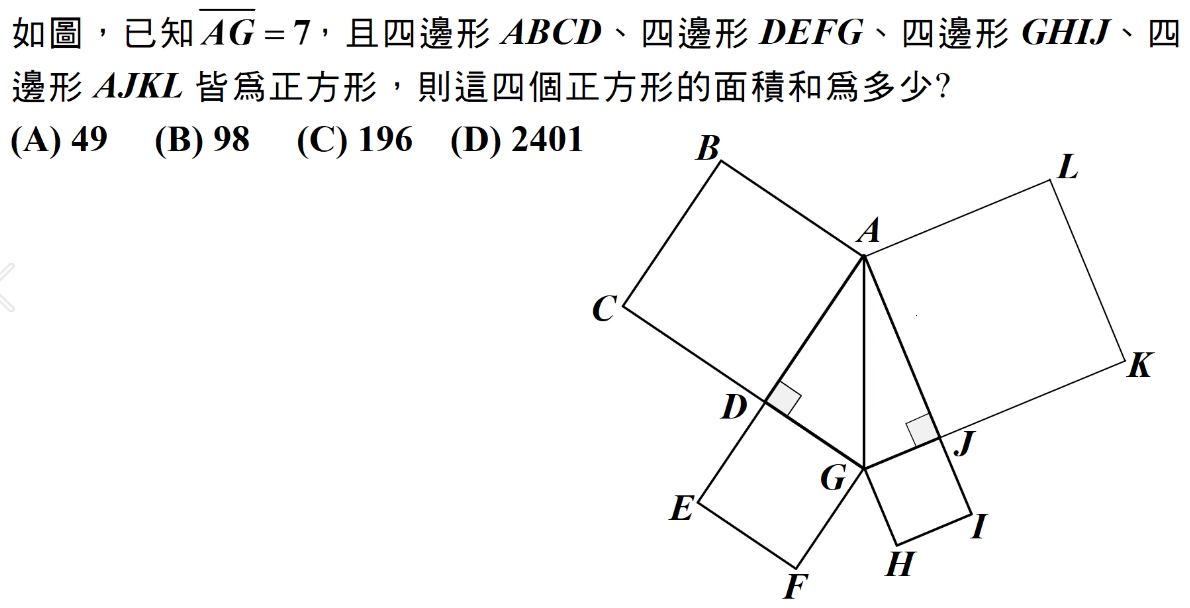 如圖，已知 AG = 7，且四邊形 ABCD、四邊形 DEFG、四邊形 GHIJ、四
邊形 AJKL 皆為正方形，則這四個正方形的面積和為多少?
(A) 49 (B) 98 (C) 196 (D) 2401
B
L
A
C
K
D
J
G
E
I
H
F